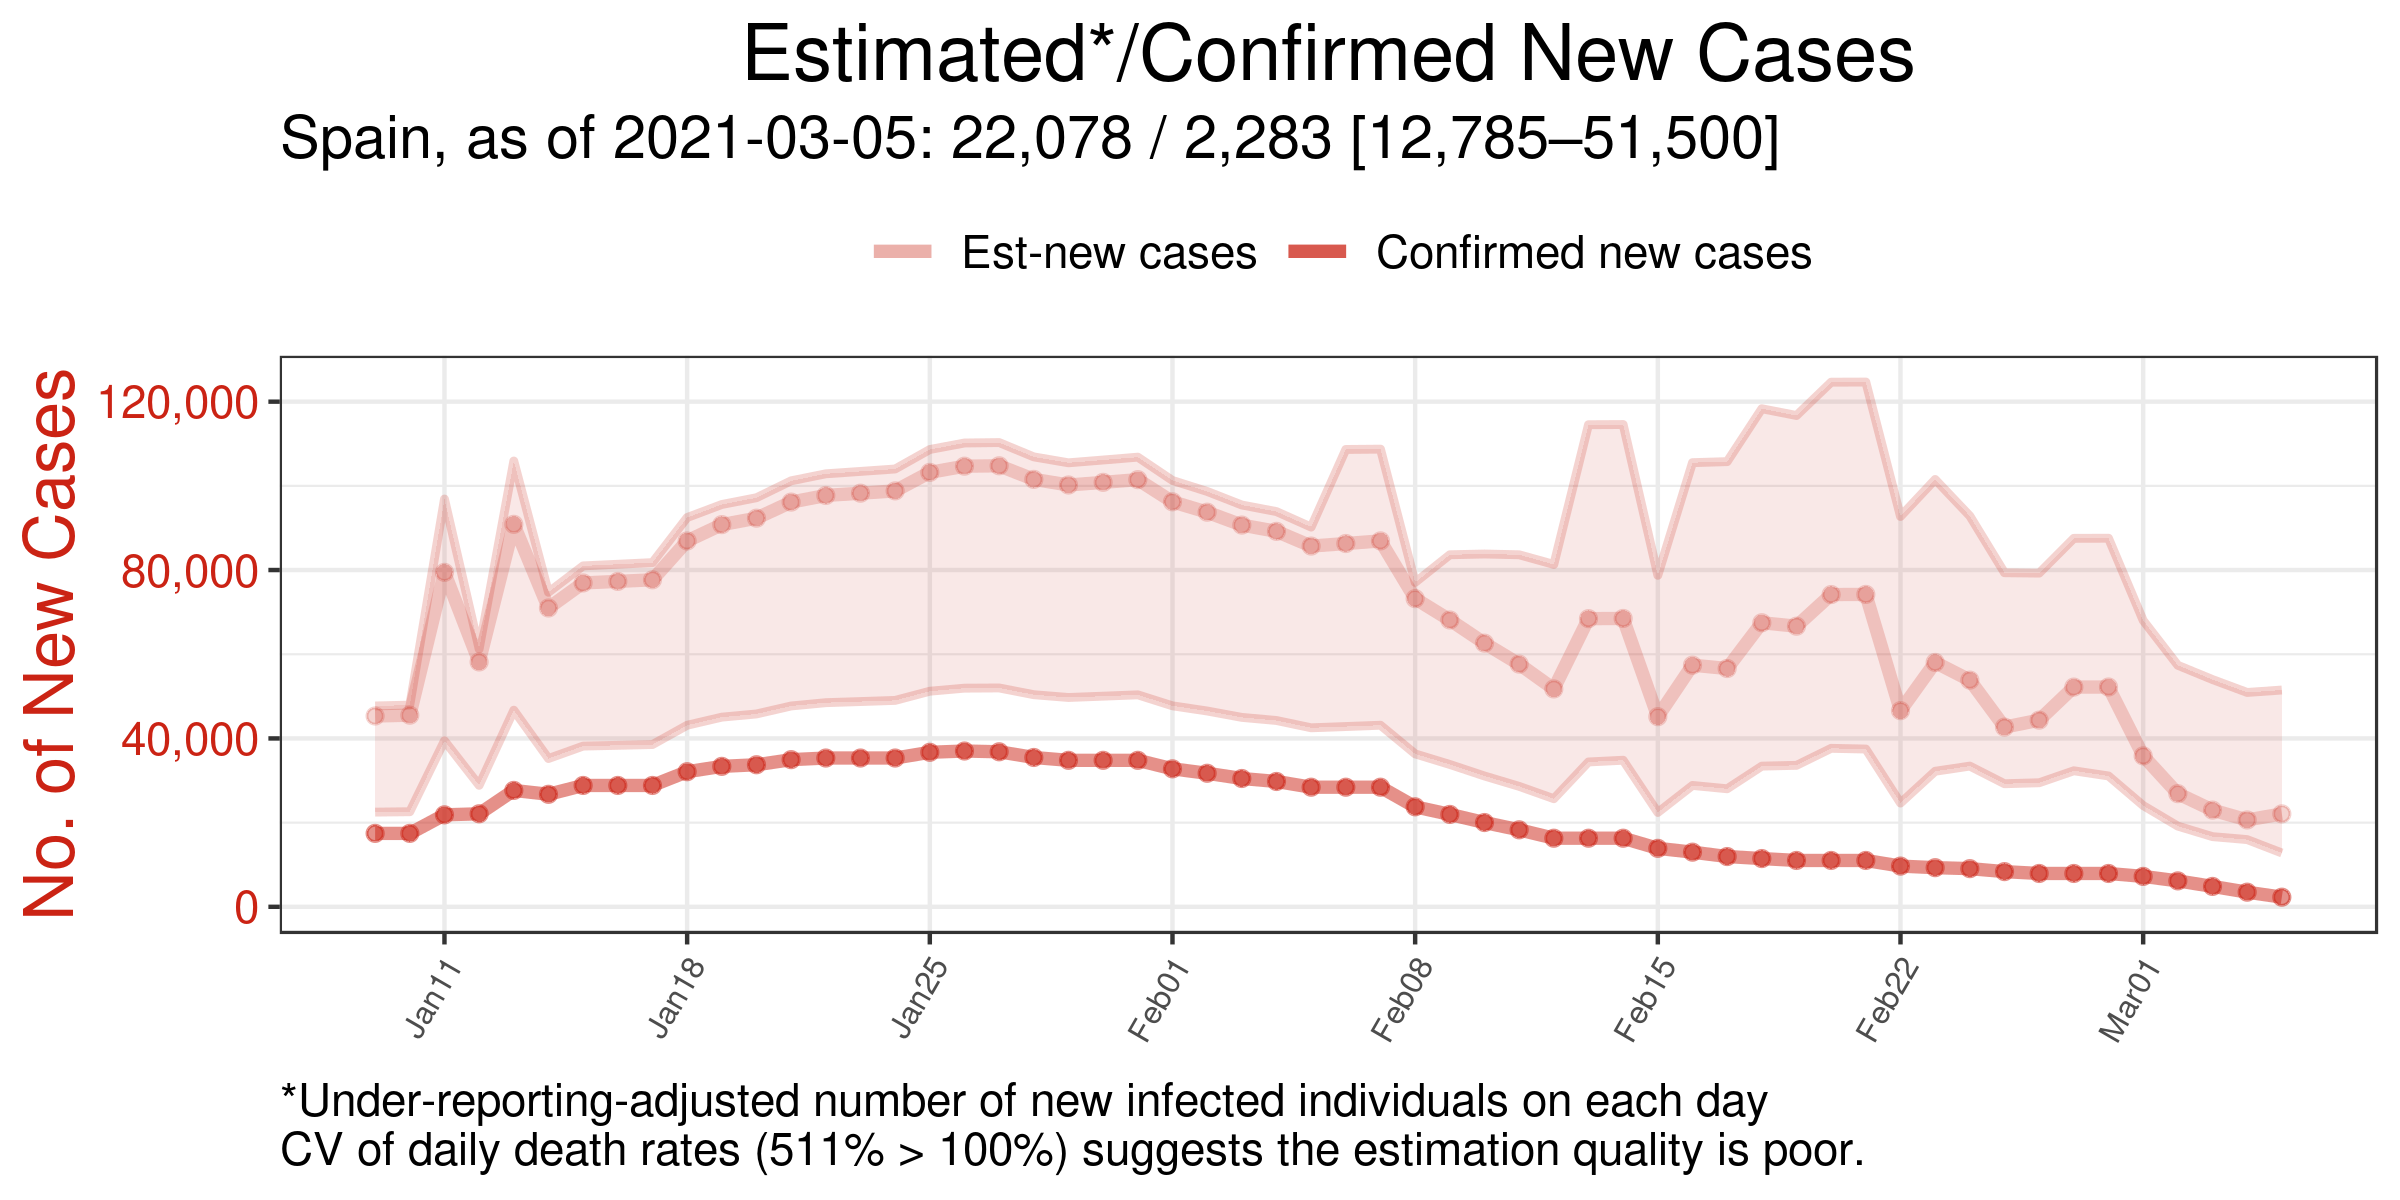 Estimated*/Confirmed New Cases
Spain, as of 2021-03-05: 22,078 / 2,283 [12,785–51,500]
Est-new cases
Confirmed new cases
No. of New Cases
120,000
80,000
40,000
0
Jan11
Jan18
Jan25
Feb01
Feb08
Feb15
Feb22
Mar01
*Under-reporting-adjusted number of new infected individuals on each day
CV of daily death rates (511% > 100%) suggests the estimation quality is poor.